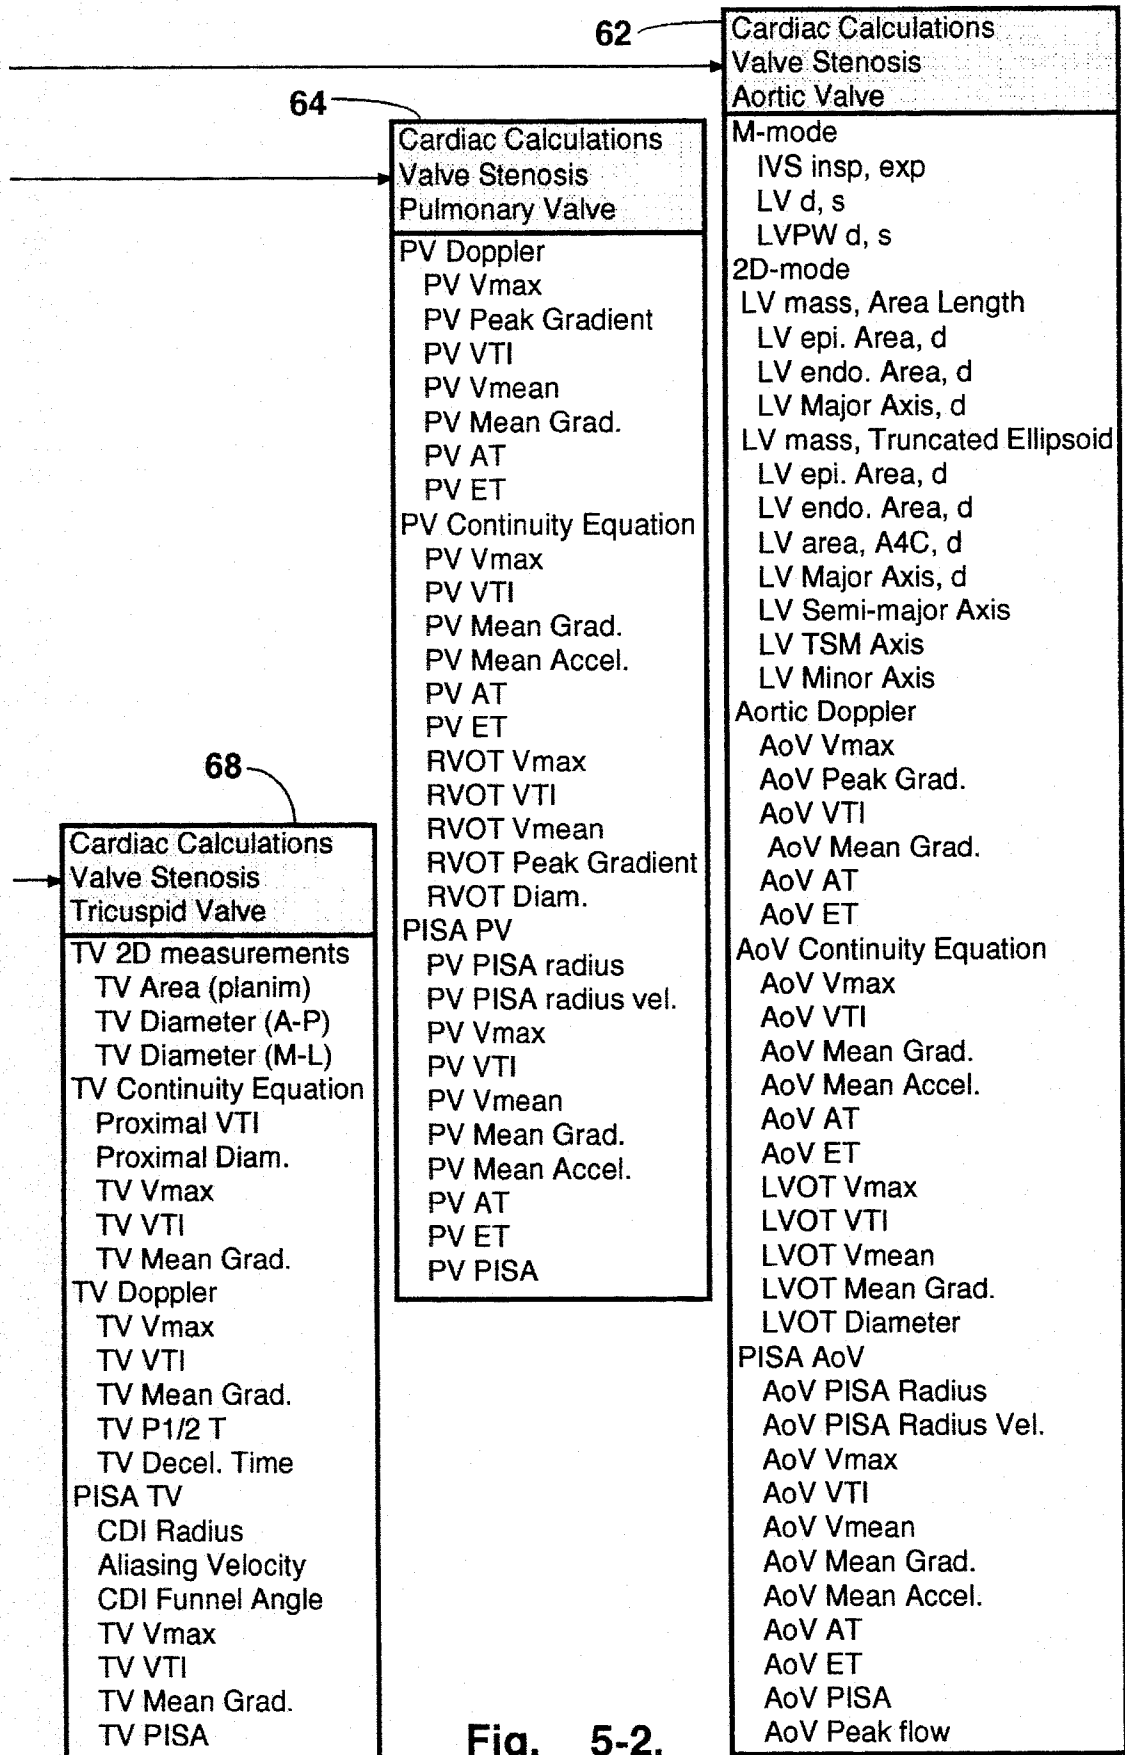 62
Cardiac Calculations
Valve Stenosis
Aortic Valve
M-mode
IVS insp, exp
LV d, s
LVPW d, s
2D-mode
LV mass, Area Length
LV epi. Area, d
LV endo. Area, d
LV Major Axis, d
LV mass, Truncated Ellipsoid
LV epi. Area, d
LV endo. Area, d
LV area, A4C, d
LV Major Axis, d
LV Semi-major Axis
LV TSM Axis
LV Minor Axis
Aortic Doppler
AoV Vmax
AoV Peak Grad.
AoV VTI
AoV Mean Grad.
AoV AT
AoV ET
AoV Continuity Equation
AoV Vmax
AoV VTI
AoV Mean Grad.
AoV Mean Accel.
AoV AT
AoV ET
LVOT Vmax
LVOT VTI
LVOT Vmean
LVOT Mean Grad.
LVOT Diameter
PISA AoV
AoV PISA Radius
AoV PISA Radius Vel.
AoV Vmax
AoV VTI
AoV Vmean
AoV Mean Grad.
AoV Mean Accel.
AoV AT
AoV ET
AoV PISA
AoV Peak flow
64
Cardiac Calculations
Valve Stenosis
Pulmonary Valve
PV Doppler
PV Vmax
PV Peak Gradient
PV VTI
PV Vmean
PV Mean Grad.
PV AT
PV ET
PV Continuity Equation
PV Vmax
PV VTI
PV Mean Grad.
PV Mean Accel.
PV AT
PV ET
RVOT Vmax
RVOT VTI
RVOT Vmean
RVOT Peak Gradient
RVOT Diam.
PISA PV
PV PISA radius
PV PISA radius vel.
PV Vmax
PV VTI
PV Vmean
PV Mean Grad.
PV Mean Accel.
PV AT
PV ET
PV PISA
68
Cardiac Calculations
Valve Stenosis
Tricuspid Valve
TV 2D measurements
TV Area (planim)
TV Diameter (A-P)
TV Diameter (M-L)
TV Continuity Equation
Proximal VTI
Proximal Diam.
TV Vmax
TV VTI
TV Mean Grad.
TV Doppler
TV Vmax
TV VTI
TV Mean Grad.
TV P1/2 T
TV Decel. Time
PISA TV
CDI Radius
Aliasing Velocity
CDI Funnel Angle
TV Vmax
TV VTI
TV Mean Grad.
TV PISA
Fig. 5-2.